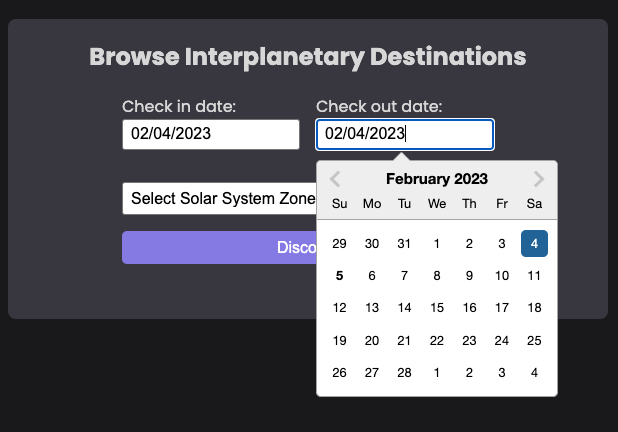 Browse Interplanetary Destinations
Check in date: Check out date:
02/04/2023 02/04/2023
February 2023
Su Mo Tu We Th Fr Sa
Select Solar System Zone
29 30 31 1 2 3 4
Disco
5 6 7 8 9 10 11
12 13 14 15 16 17 18
19 20 21 22 23 24 25
26 27 28 1 2 3 4